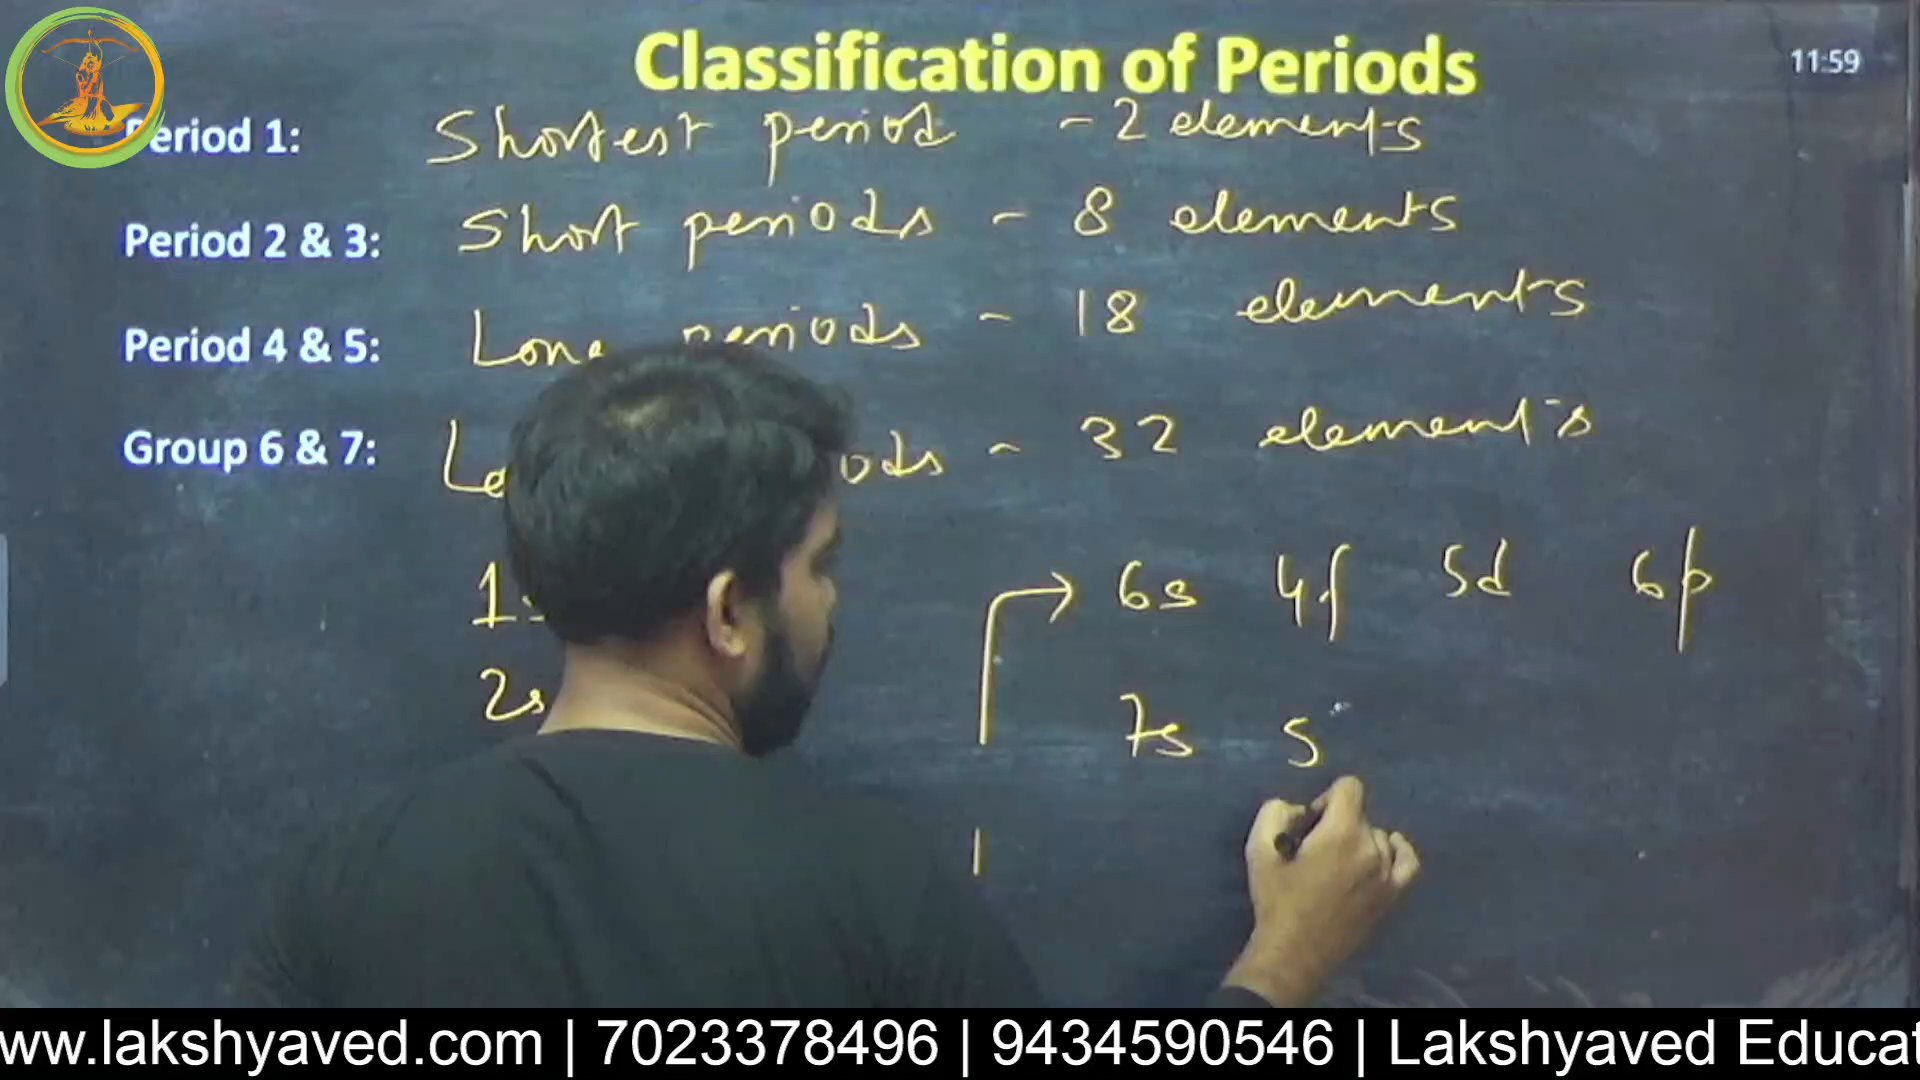 Classification of Periods
11:59
Period 1: Shortest period - 2 elements
Period 2 & 3: Short periods - 8 elements
Period 4 & 5: periods - 18 elements
Group 6 & 7: - 32 elements
6s 4f 5d 6p
2s
7s 5
www.lakshyaved.com | 7023378496 | 9434590546 | Lakshyaved